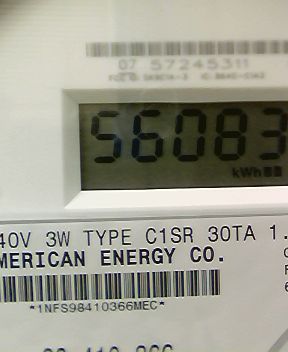 07 57245311
56083
kWh
40V 3W TYPE C1SR 30TA 1.
MERICAN ENERGY CO.
*1NFS98410366MEC*